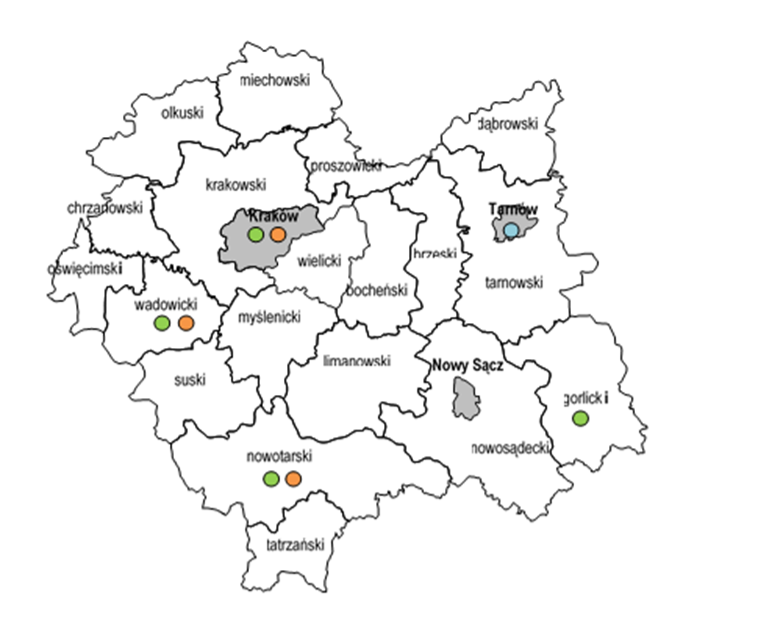 miechowski
olkuski
dąbrowski
proszowicki
krakowski
chrzanowski
Kraków
Tarnów
oświęcimski
wielicki
brzeski
tarnowski
bocheński
wadowicki
myślenicki
limanowski
Nowy Sącz
suski
gorlicki
nowosądecki
nowotarski
tatrzański